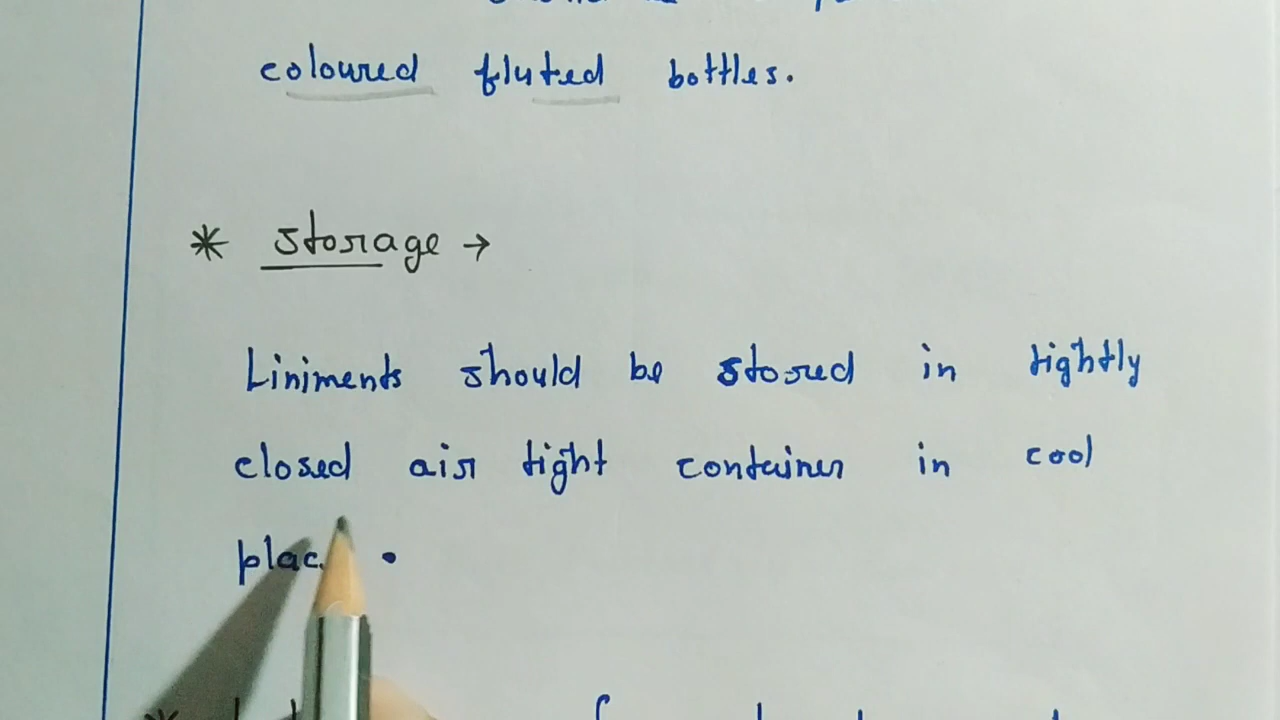 coloured fluted bottles.
* storage →
Liniments should be stored in tightly
closed air tight container in cool
plac .